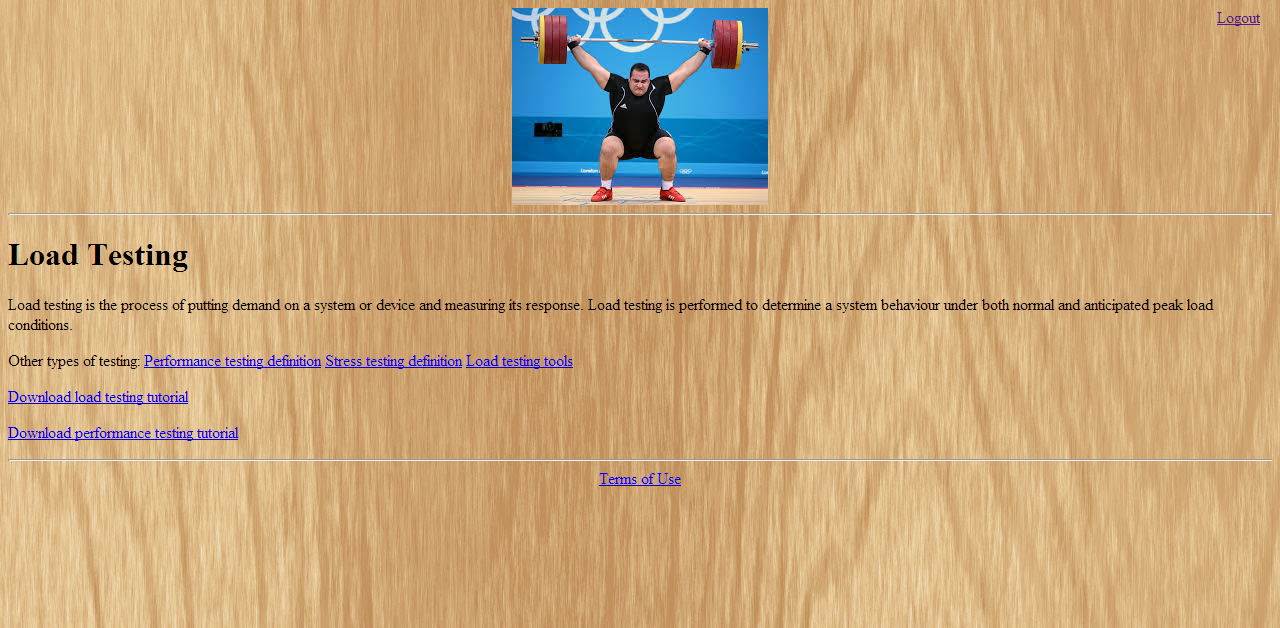 Logout
London
Load Testing
Load testing is the process of putting demand on a system or device and measuring its response. Load testing is performed to determine a system behaviour under both normal and anticipated peak load
conditions.
Other types of testing: Performance testing definition Stress testing definition Load testing tools
Download load testing tutorial
Download performance testing tutorial
Terms of Use